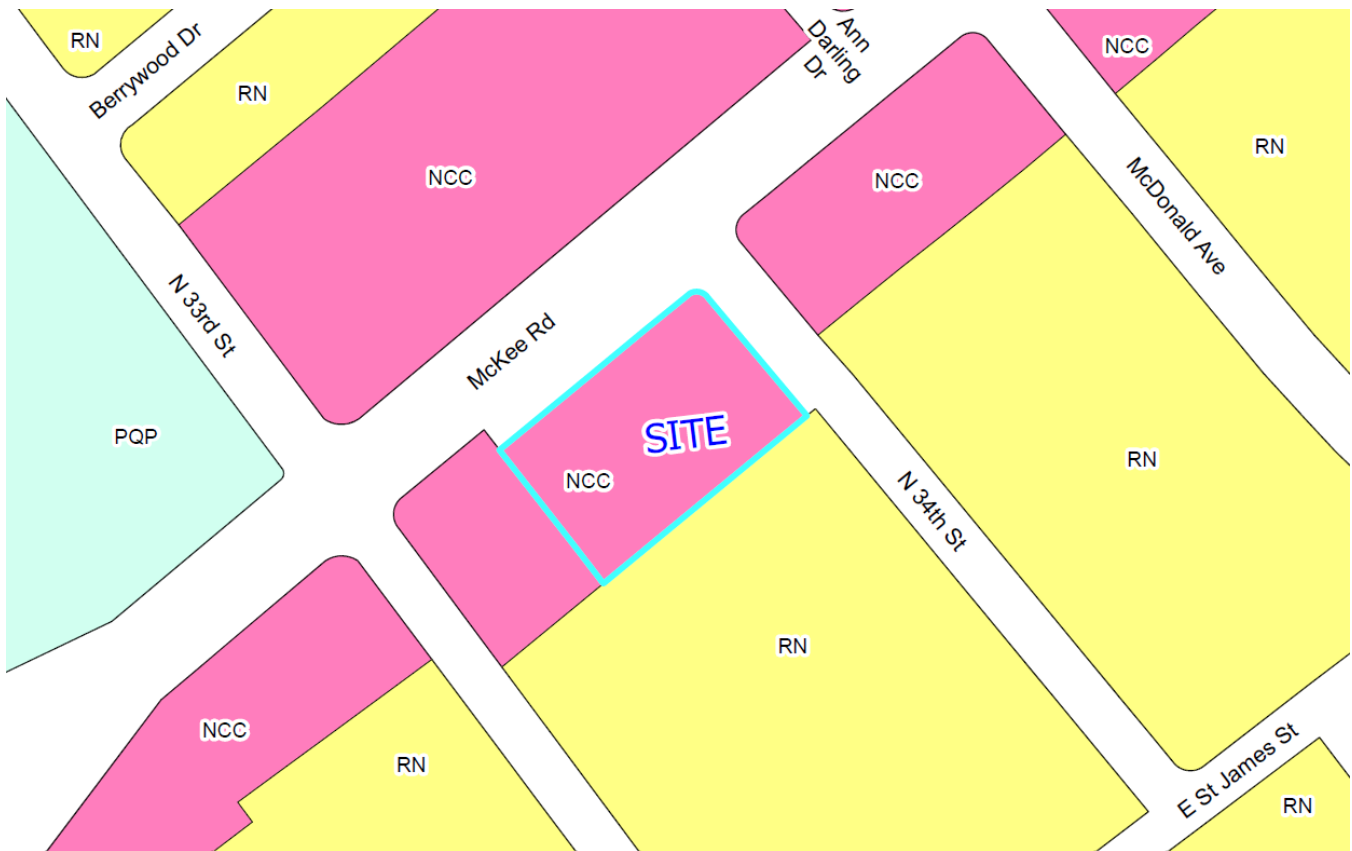 RN
Berrywood Dr
RN
NCC
Ann
Darling
Dr
NCC
NCC
RN
McDonald Ave
N 33rd St
McKee Rd
PQP
SITE
NCC
RN
N 34th St
RN
NCC
RN
E St James St
RN